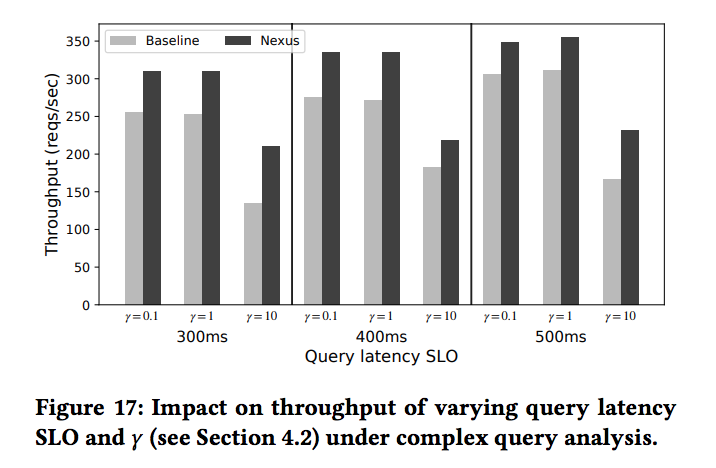 350
300
250
200
150
100
50
0
Throughput (reqs/sec)
Baseline Nexus
γ=0.1 γ=1 γ=10 γ=0.1 γ=1 γ=10 γ=0.1 γ=1 γ=10
300ms 400ms 500ms
Query latency SLO
Figure 17: Impact on throughput of varying query latency
SLO and γ (see Section 4.2) under complex query analysis.